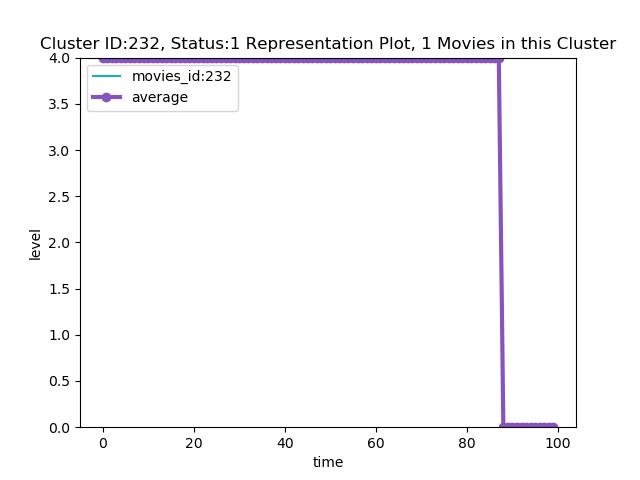 Cluster ID:232, Status:1 Representation Plot, 1 Movies in this Cluster
movies_id:232
average
4.0
3.5
3.0
2.5
2.0
1.5
1.0
0.5
0.0
level
0 20 40 60 80 100
time